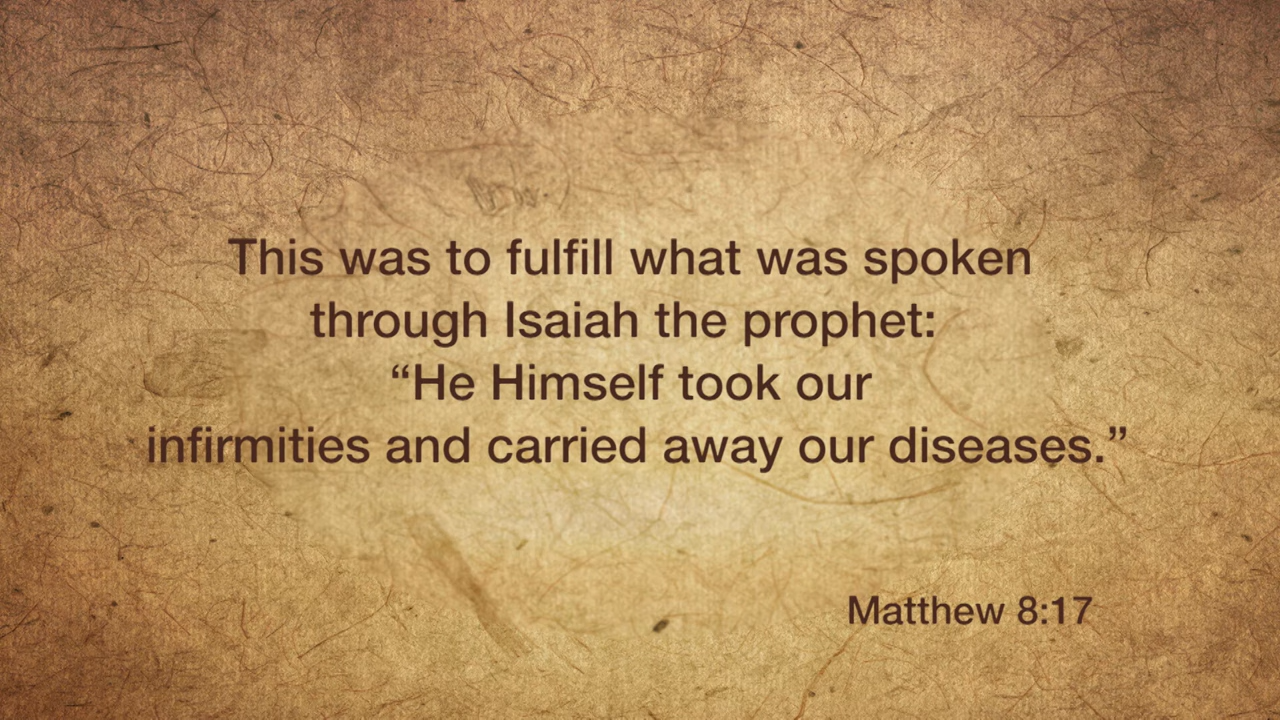 This was to fulfill what was spoken
through Isaiah the prophet:
“He Himself took our
infirmities and carried away our diseases.”
Matthew 8:17